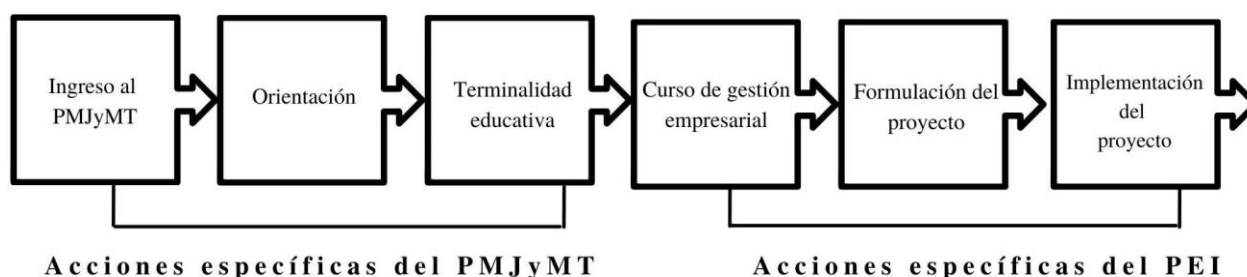 Ingreso al
PMJyMT
Orientación
Terminalidad
educativa
Curso de gestión
empresarial
Formulación del
proyecto
Implementación
del
proyecto
Acciones específicas del PMJyMT
Acciones específicas del PEI